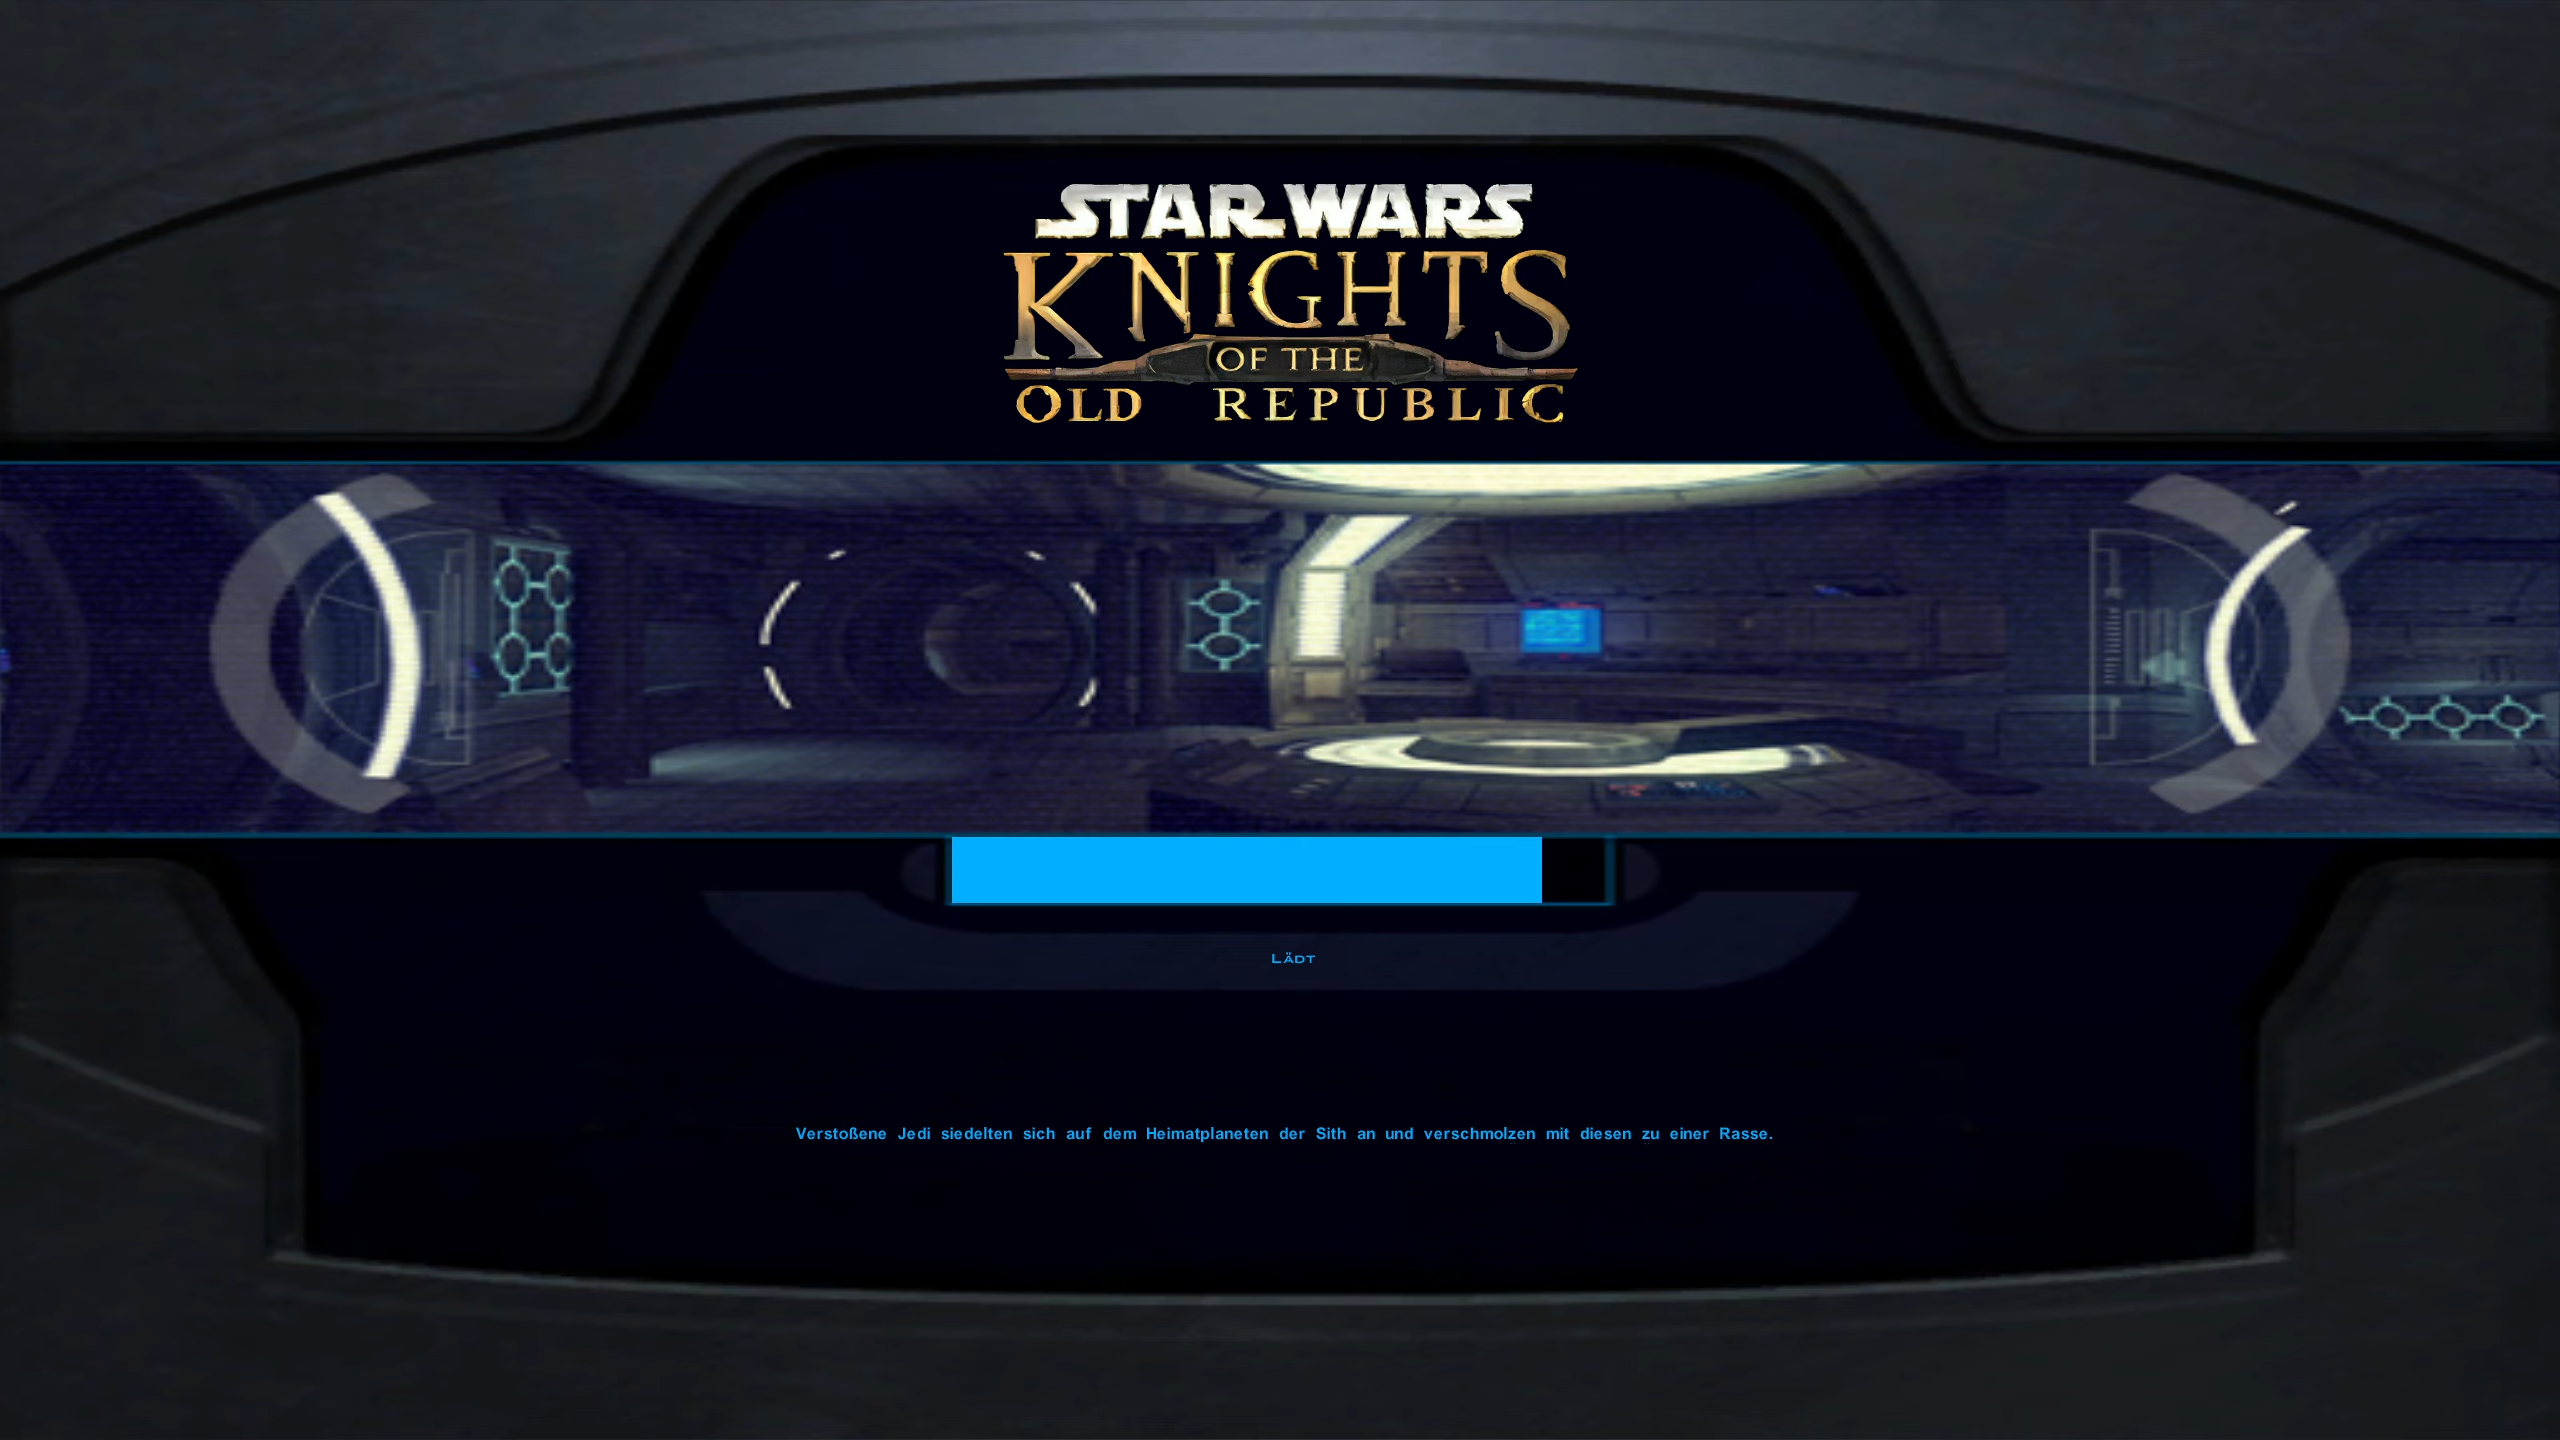 STAR WARS
KNIGHTS
OF THE
OLD REPUBLIC
LÄDT
Verstoßene Jedi siedelten sich auf dem Heimatplaneten der Sith an und verschmolzen mit diesen zu einer Rasse.